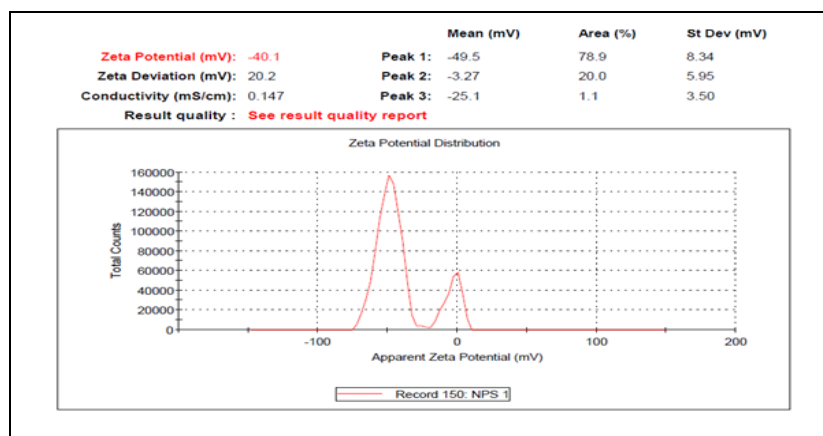 Mean (mV) Area (%) St Dev (mV)
Zeta Potential (mV): -40.1 Peak 1: -49.5 78.9 8.34
Zeta Deviation (mV): 20.2 Peak 2: -3.27 20.0 5.95
Conductivity (mS/cm): 0.147 Peak 3: -25.1 1.1 3.50
Result quality : See result quality report
Zeta Potential Distribution
160000
140000
120000
100000
80000
60000
40000
20000
0
Total Counts
-100 0 100 200
Apparent Zeta Potential (mV)
Record 150: NPS 1